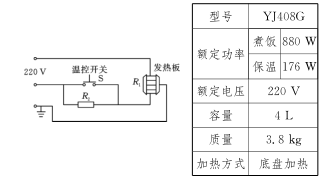 220 V
温控开关
S
发热板
R₁
R₂
型号 YJ408G
额定功率 煮饭 880 W
保温 176 W
额定电压 220 V
容量 4 L
质量 3.8 kg
加热方式 底盘加热